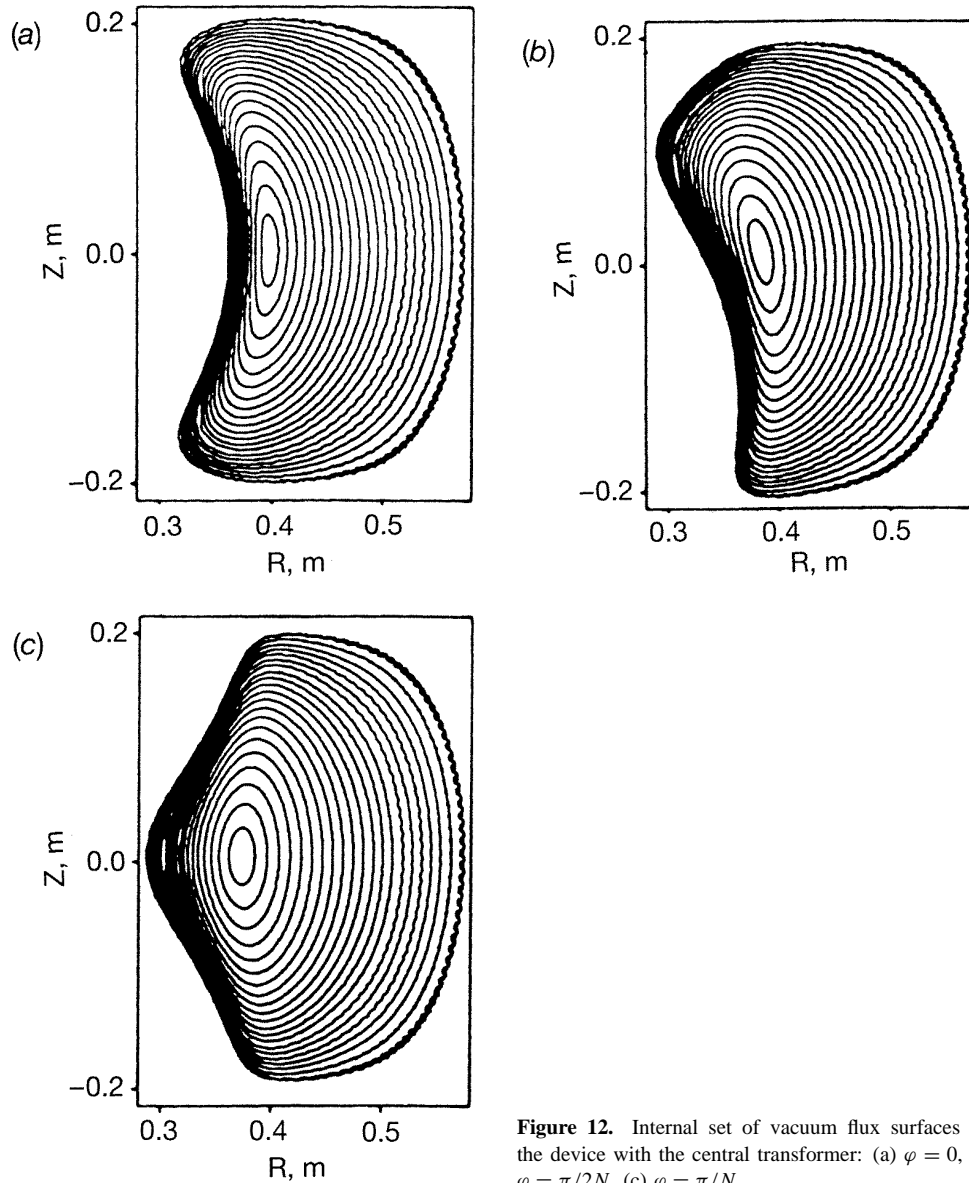 (a)
0.2
0.0
−0.2
Z, m
0.3 0.4 0.5
R, m
(b)
0.2
0.0
−0.2
Z, m
0.3 0.4 0.5
R, m
(c)
0.2
0.0
−0.2
Z, m
0.3 0.4 0.5
R, m
Figure 12. Internal set of vacuum flux surfaces
the device with the central transformer: (a) φ = 0,
φ = π/2N, (c) φ = π/N